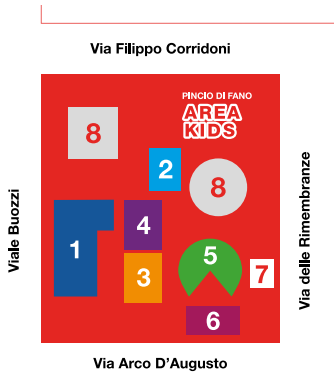 Via Filippo Corridoni
PINCIO DI FANO
AREA
KIDS
8
2
8
1
4
3
5
7
6
Viale Buozzi
Via delle Rimembranze
Via Arco D'Augusto